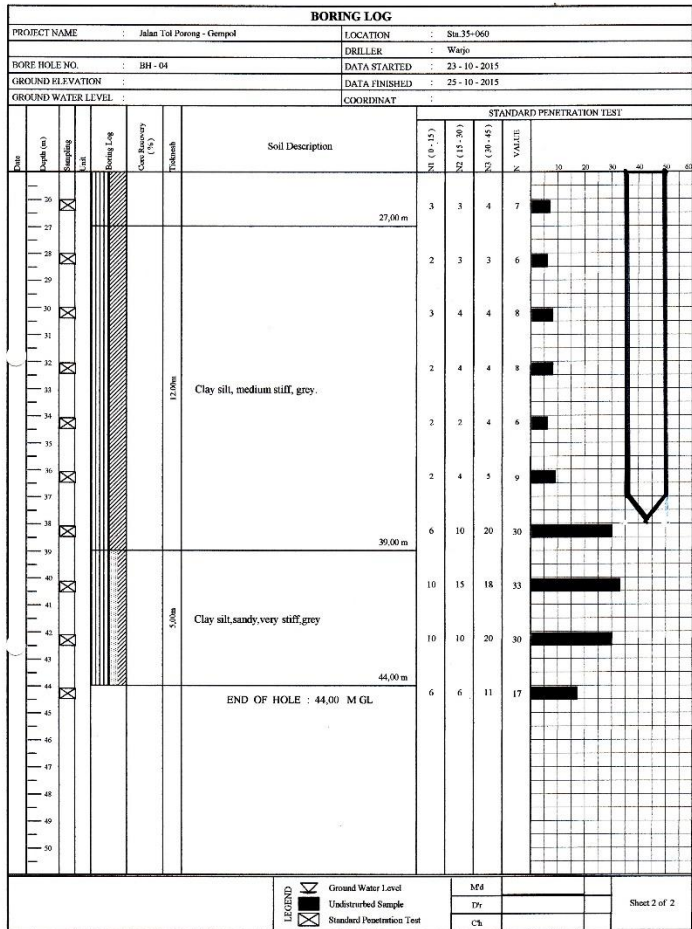 BORING LOG
PROJECT NAME : Jalan Tol Porong - Gempol
LOCATION : Sta.35+060
DRILLER : Warjo
BORE HOLE NO. : BH - 04
DATA STARTED : 23 - 10 - 2015
GROUND ELEVATION :
DATA FINISHED : 25 - 10 - 2015
GROUND WATER LEVEL :
COORDINAT :
STANDARD PENETRATION TEST
Date
Depth (m)
Sampling
Unit
Boring Log
Core Recovery ( % )
Ticknesh
Soil Description
N1 ( 0 - 15 )
N2 ( 15 - 30 )
N3 ( 30 - 45 )
N VALUE
10 20 30 40 50 60
26 3 3 4 7
27,00 m
27
28 2 3 3 6
29
30 3 4 4 8
31
32 2 4 4 8
33
12.00m
Clay silt, medium stiff, grey.
34 2 2 4 6
35
36 2 4 5 9
37
38 6 10 20 30
39,00 m
39
40 10 15 18 33
41
5,00m
Clay silt,sandy,very stiff,grey
42 10 10 20 30
43
44,00 m
44 6 6 11 17
END OF HOLE : 44,00 M GL
45
46
47
48
49
50
LEGEND
Ground Water Level
Undistrurbed Sample
Standard Penetration Test
M'd
D'r
C'h
Sheet 2 of 2